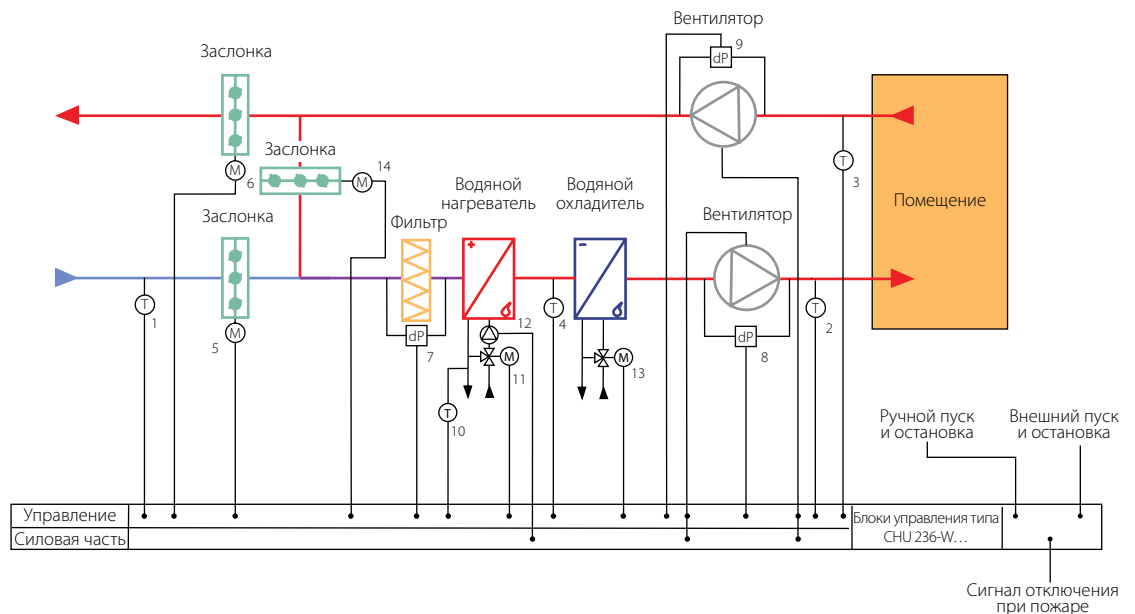 Вентилятор
9
dP
Заслонка
Заслонка
14
M
M
6
T
3
Помещение
Заслонка
Фильтр
Водяной
нагреватель
Водяной
охладитель
Вентилятор
+
-
T
1
M
5
dP
7
12
M
11
T
10
T
4
M
13
dP
8
T
2
Ручной пуск
и остановка
Внешний пуск
и остановка
Управление
Силовая часть
Блоки управления типа
CHU 236-W...
Сигнал отключения
при пожаре